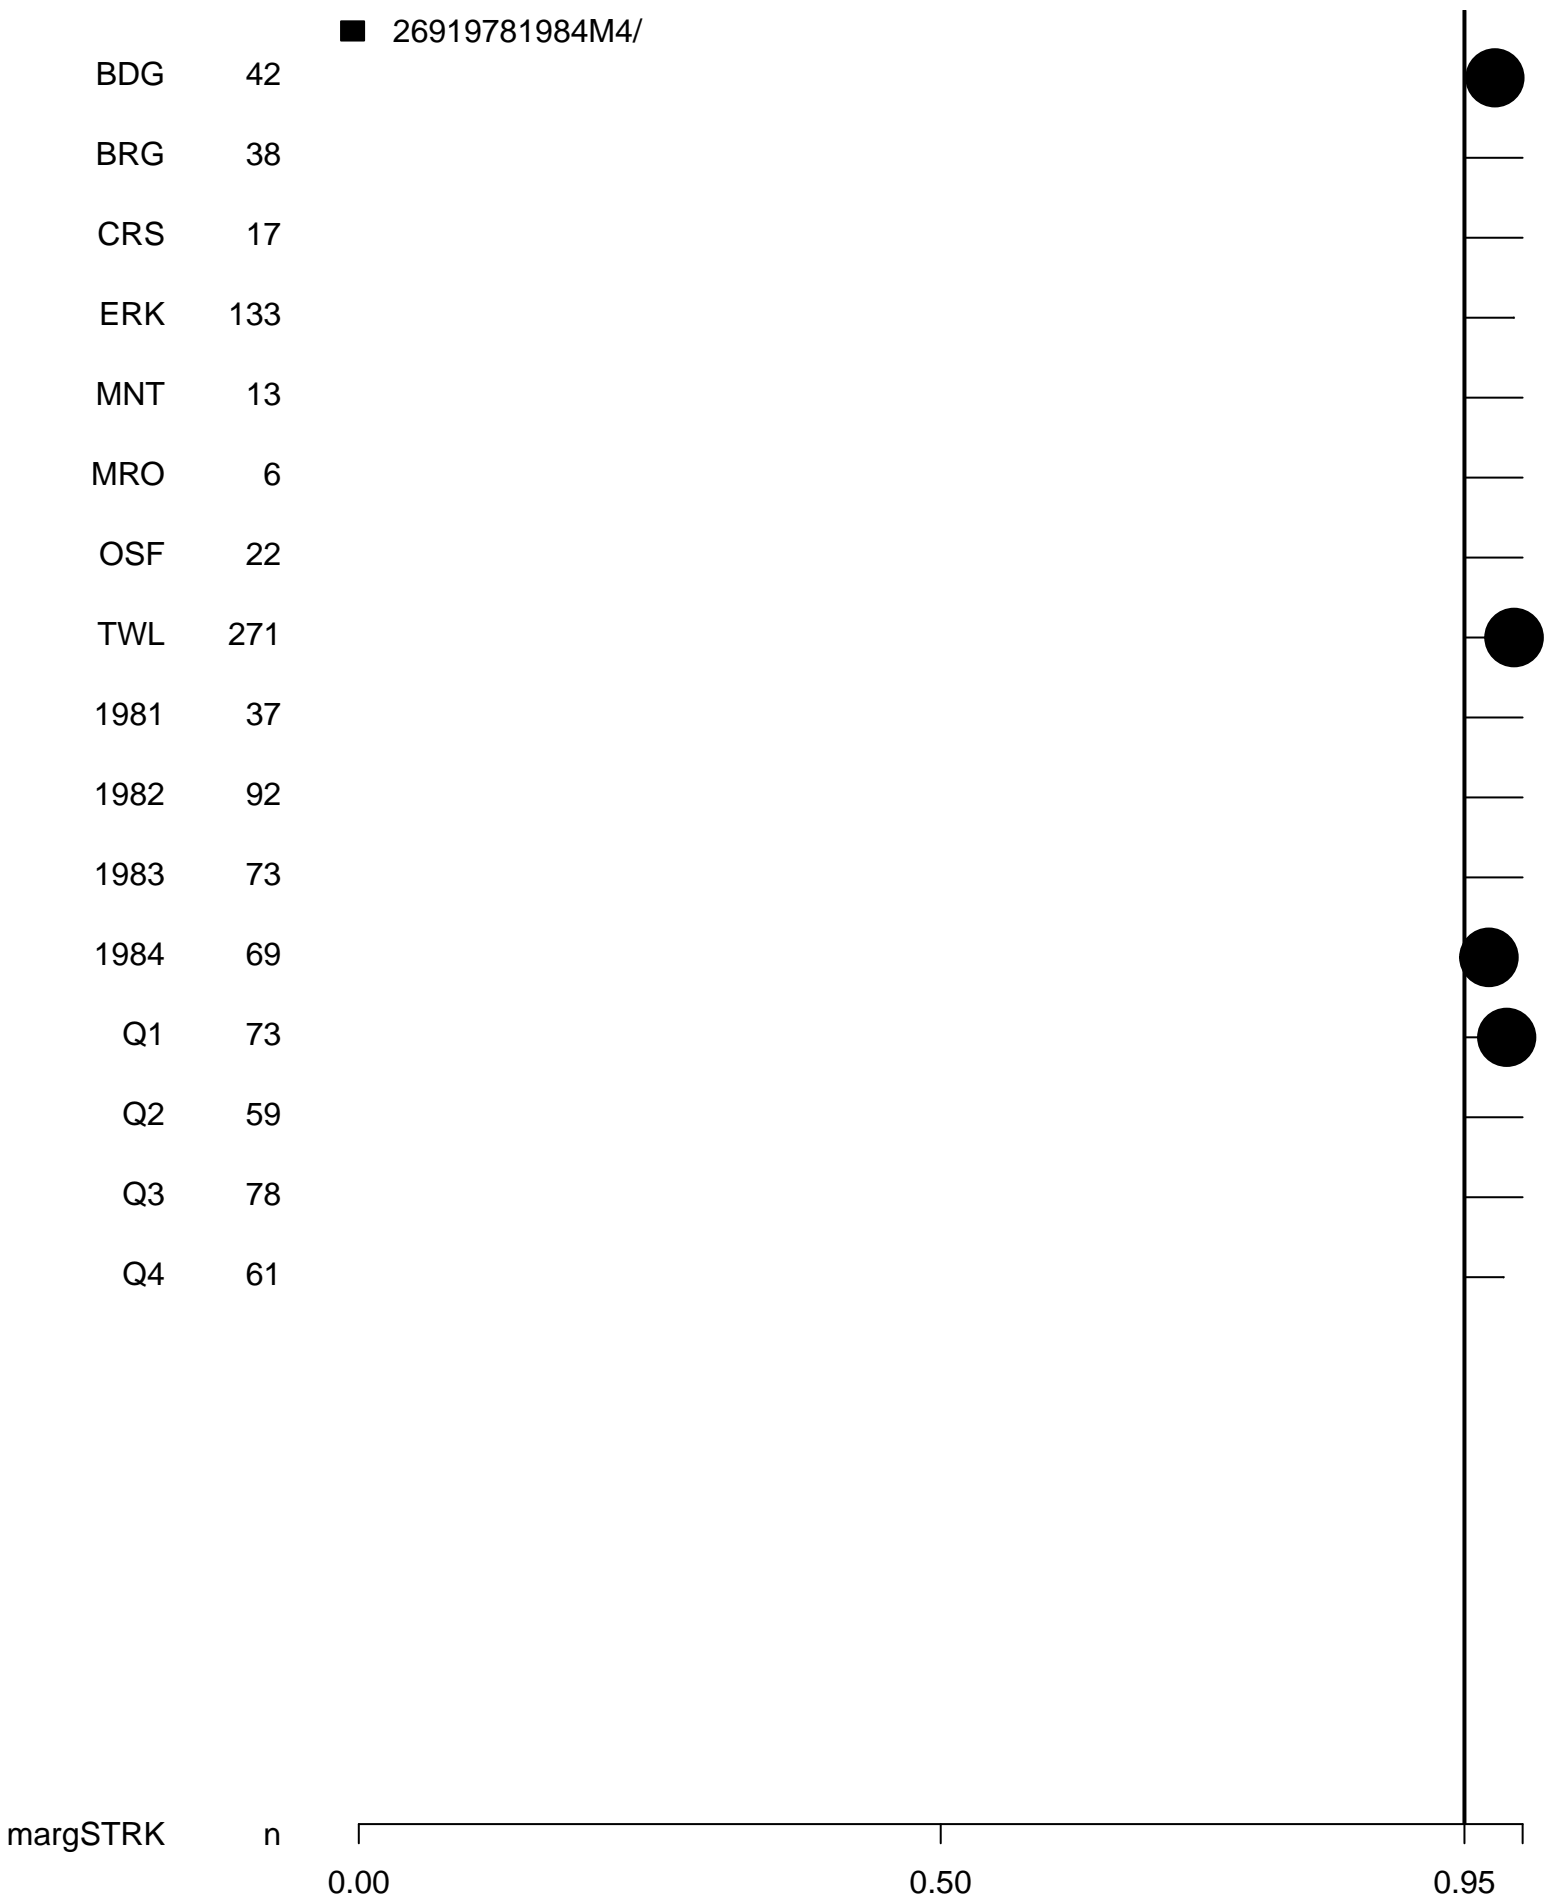 26919781984M4/
BDG 42
BRG 38
CRS 17
ERK 133
MNT 13
MRO 6
OSF 22
TWL 271
1981 37
1982 92
1983 73
1984 69
Q1 73
Q2 59
Q3 78
Q4 61
margSTRK n
0.00 0.50 0.95